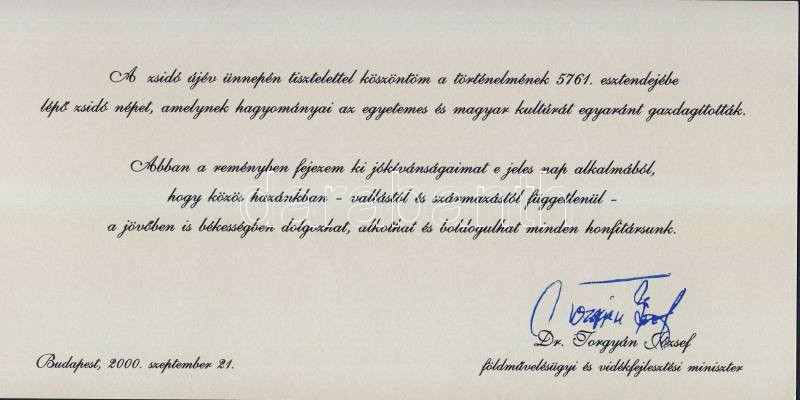 A zsidó újév ünnepén tisztelettel köszöntöm a történelmének 5761. esztendejébe
lépő zsidó népet, amelynek hagyományai az egyetemes és magyar kultúrát egyaránt gazdagították.
Abban a reményben fejezem ki jókívánságaimat e jeles nap alkalmából,
hogy közös hazánkban - vallástól és származástól függetlenül -
a jövőben is békességben dolgozhat, alkothat és boldogulhat minden honfitársunk.
darabanth
Torgyán József
Dr. Torgyán József
Budapest, 2000. szeptember 21.
földművelésügyi és vidékfejlesztési miniszter